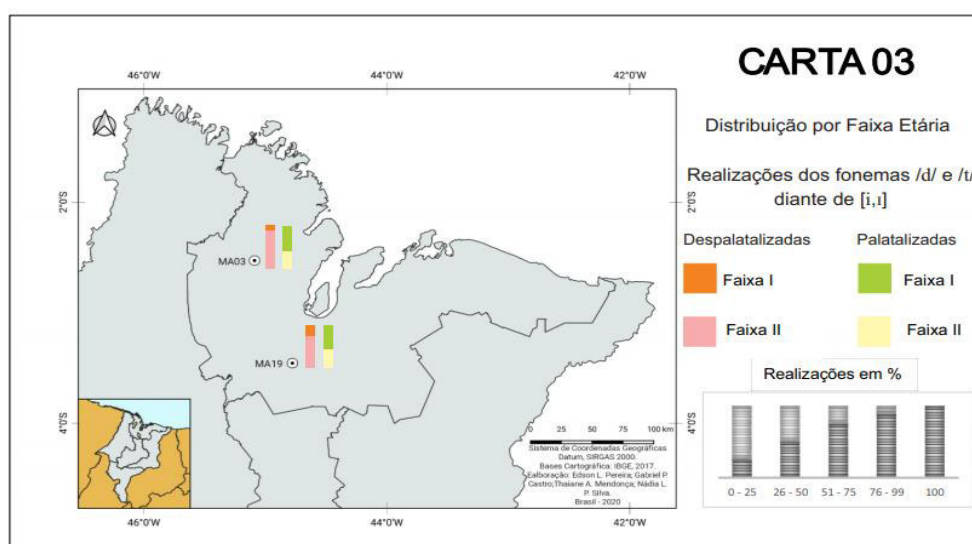 CARTA 03
Distribuição por Faixa Etária
Realizações dos fonemas /d/ e /t/
diante de [i,ɪ]
Despalatalizadas
Palatalizadas
Faixa I
Faixa I
Faixa II
Faixa II
Realizações em %
0 - 25
26 - 50
51 - 75
76 - 99
100
46°0'W
44°0'W
42°0'W
2°0'S
2°0'S
MA03
MA19
4°0'S
4°0'S
0
25
50
75
100 km
Sistema de Coordenadas Geográficas
Datum, SIRGAS 2000.
Bases Cartográfica: IBGE, 2017.
Ealboração: Edson L. Pereira; Gabriel P.
Castro;Thaiane A. Mendonça; Nádia L.
P. Silva.
Brasil - 2020
46°0'W
44°0'W
42°0'W